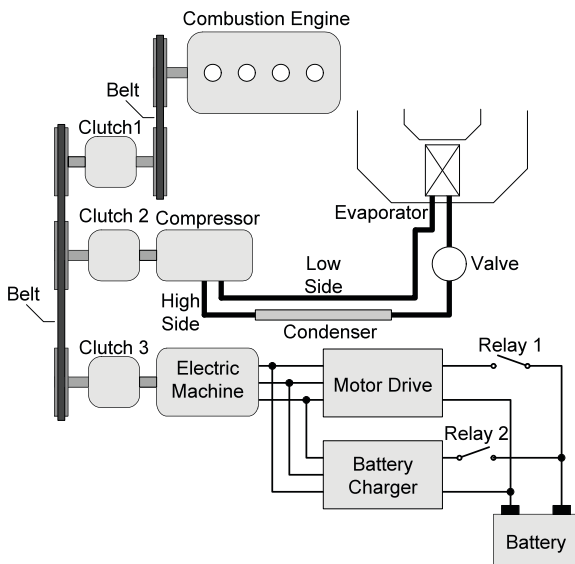 Combustion Engine
Belt
Clutch1
Clutch 2
Compressor
Evaporator
Low
Side
Valve
High
Side
Belt
Condenser
Clutch 3
Electric
Machine
Motor Drive
Relay 1
Relay 2
Battery
Charger
Battery